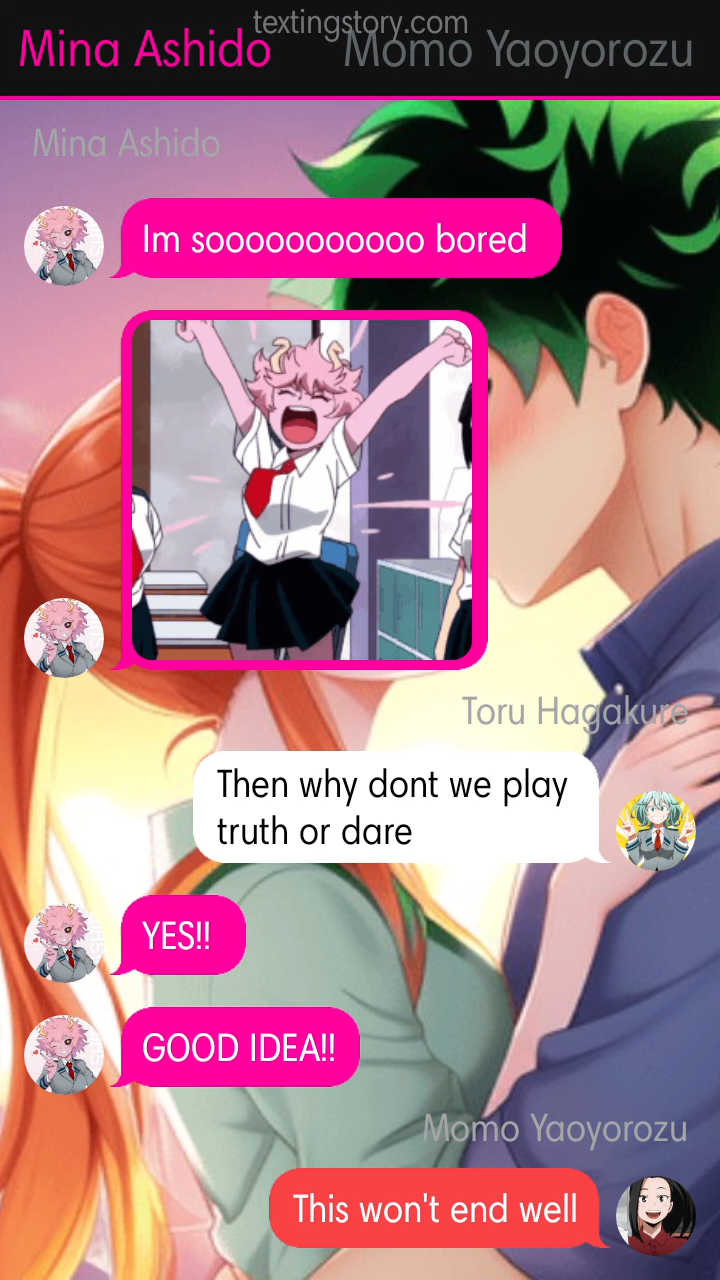 textingstory.com
Mina Ashido
Momo Yaoyorozu
Mina Ashido
Im sooooooooooo bored
Toru Hagakure
Then why dont we play
truth or dare
YES!!
GOOD IDEA!!
Momo Yaoyorozu
This won't end well